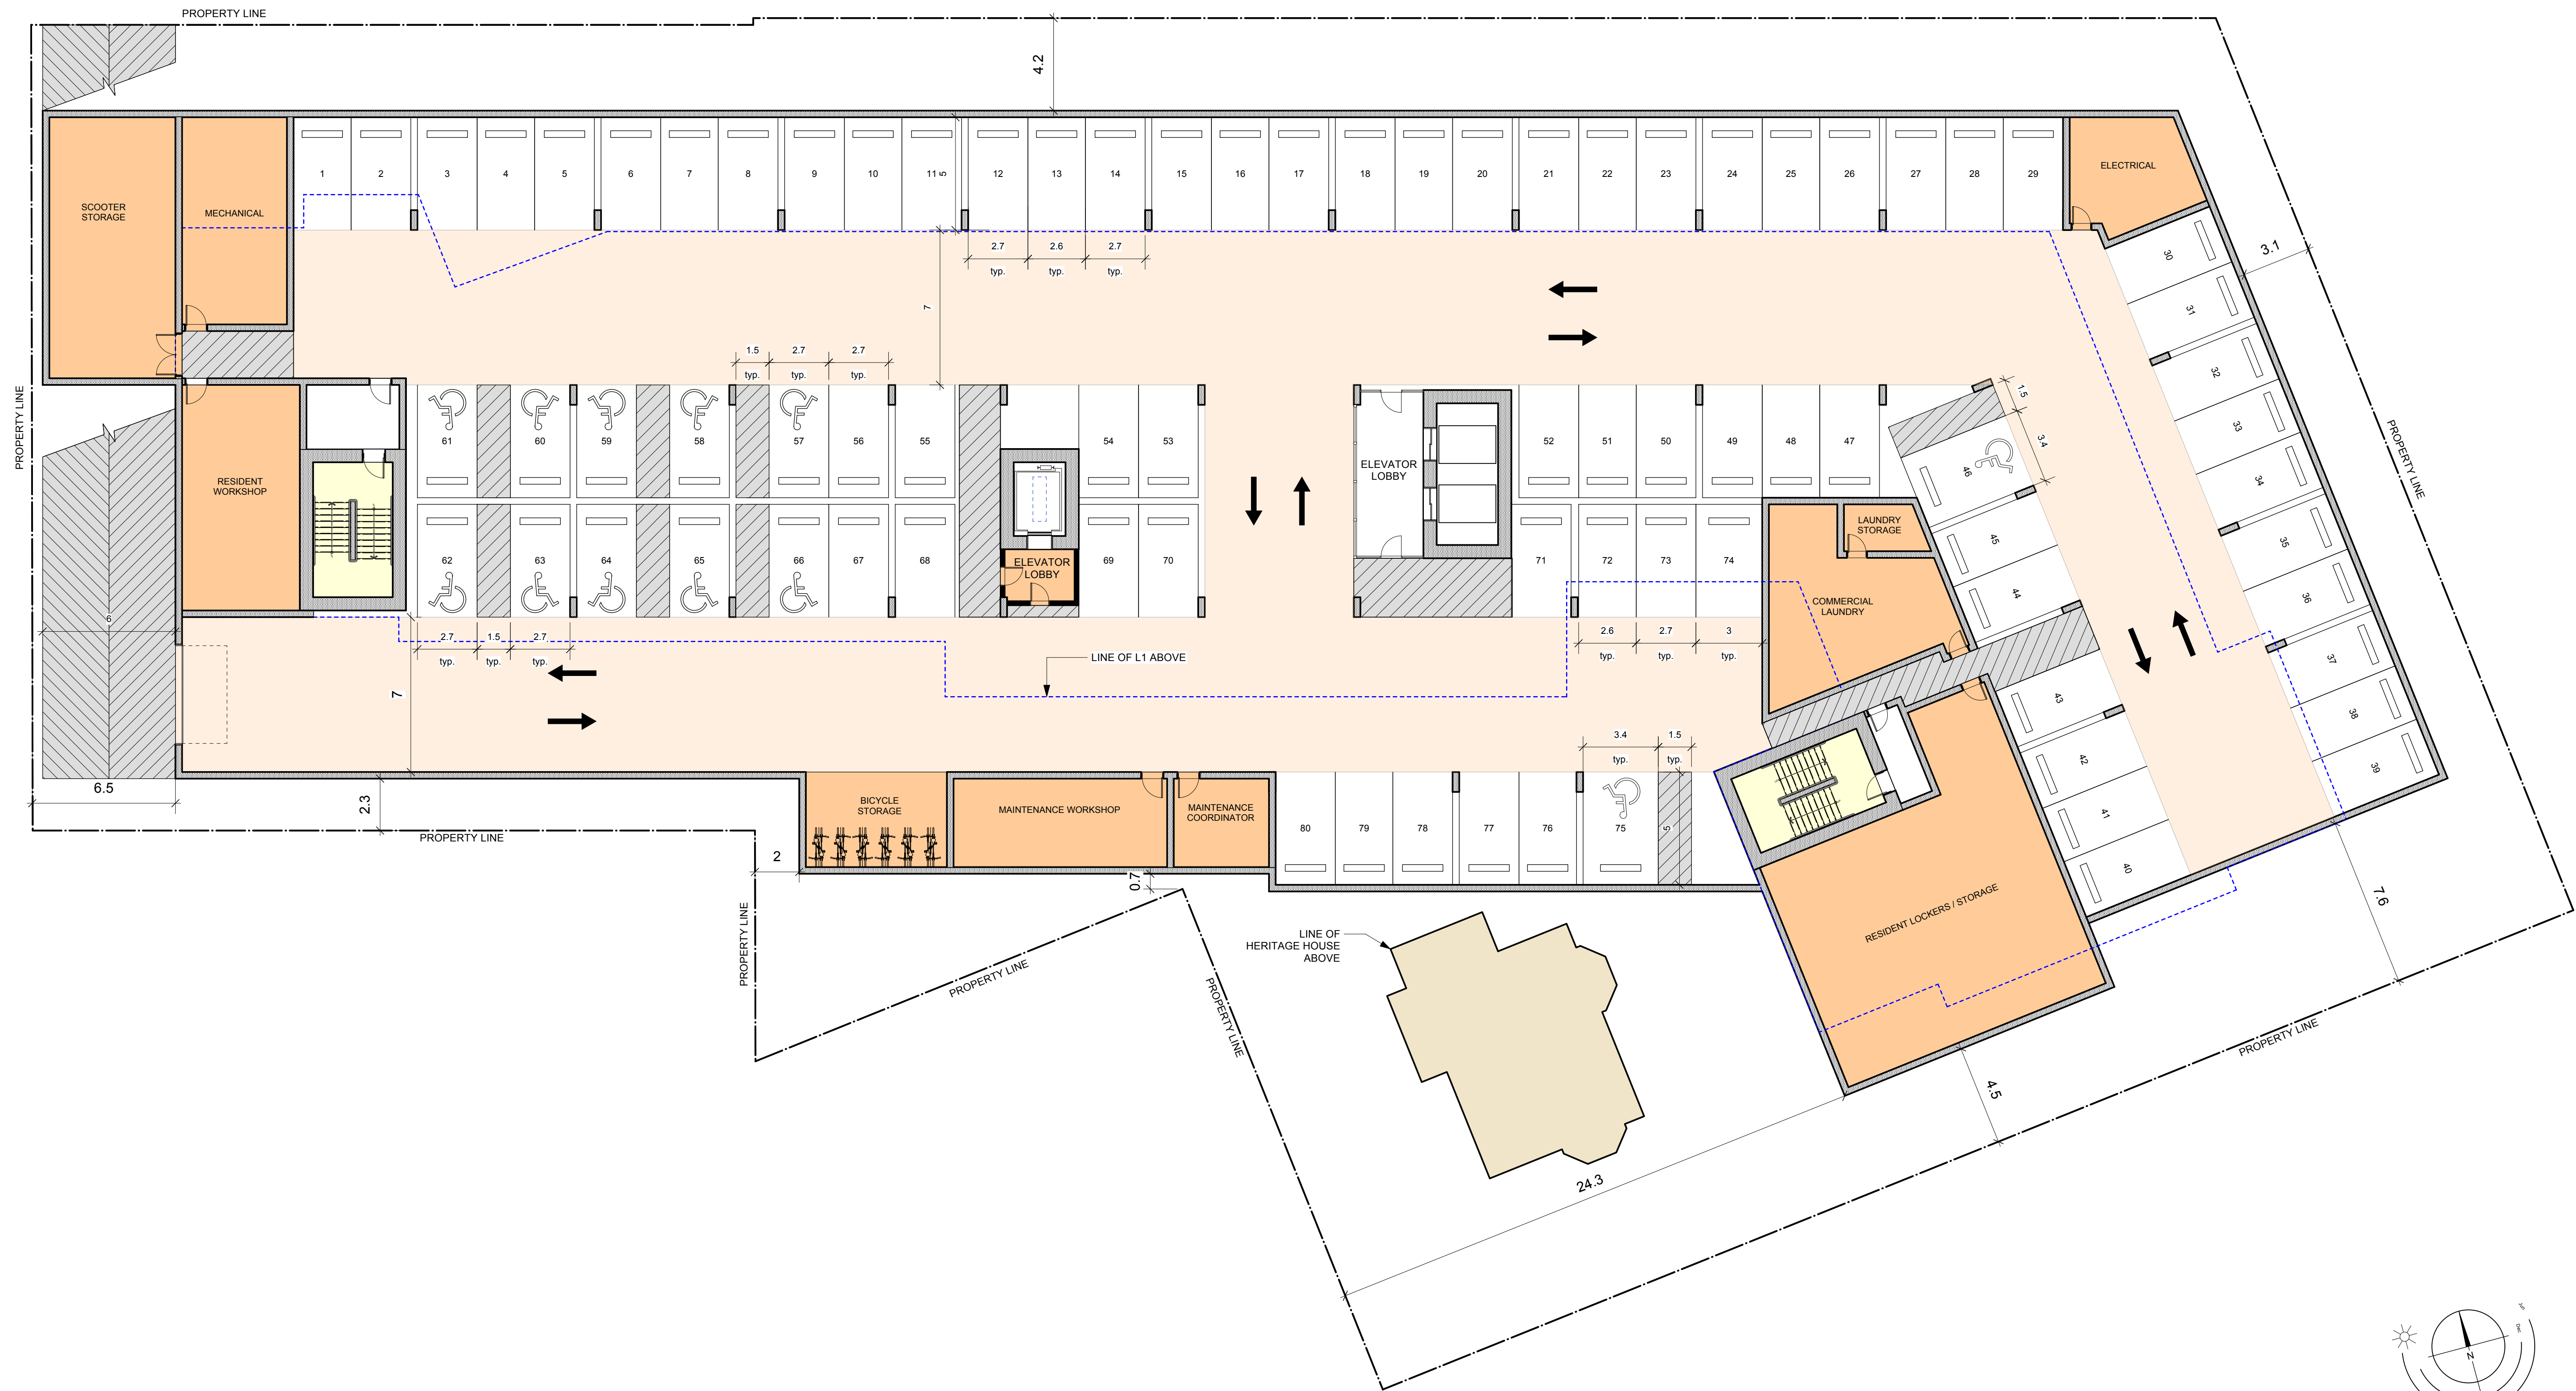 PROPERTY LINE
4.2
1 2 3 4 5 6 7 8 9 10 11 5 12 13 14 15 16 17 18 19 20 21 22 23 24 25 26 27 28 29
ELECTRICAL
SCOOTER
STORAGE
MECHANICAL
2.7 2.6 2.7
typ. typ. typ.
7
30
31
32
33
34
35
36
37
38
39
3.1
PROPERTY LINE
PROPERTY LINE
1.5 2.7 2.7
typ. typ. typ.
1.5
3.4
61 60 59 58 57 56 55 54 53
52 51 50 49 48 47
46
45
44
43
42
41
40
ELEVATOR
LOBBY
RESIDENT
WORKSHOP
LAUNDRY
STORAGE
62 63 64 65 66 67 68
ELEVATOR
LOBBY
69 70
71 72 73 74
COMMERCIAL
LAUNDRY
6
2.7 1.5 2.7
typ. typ. typ.
2.6 2.7 3
typ. typ. typ.
LINE OF L1 ABOVE
7
3.4 1.5
typ. typ.
6.5
2.3
PROPERTY LINE
BICYCLE
STORAGE
MAINTENANCE WORKSHOP
MAINTENANCE
COORDINATOR
80 79 78 77 76 75 5
2
0.7
PROPERTY LINE
PROPERTY LINE
PROPERTY LINE
LINE OF
HERITAGE HOUSE
ABOVE
RESIDENT LOCKERS / STORAGE
7.6
PROPERTY LINE
4.5
24.3
Jun
Dec
N